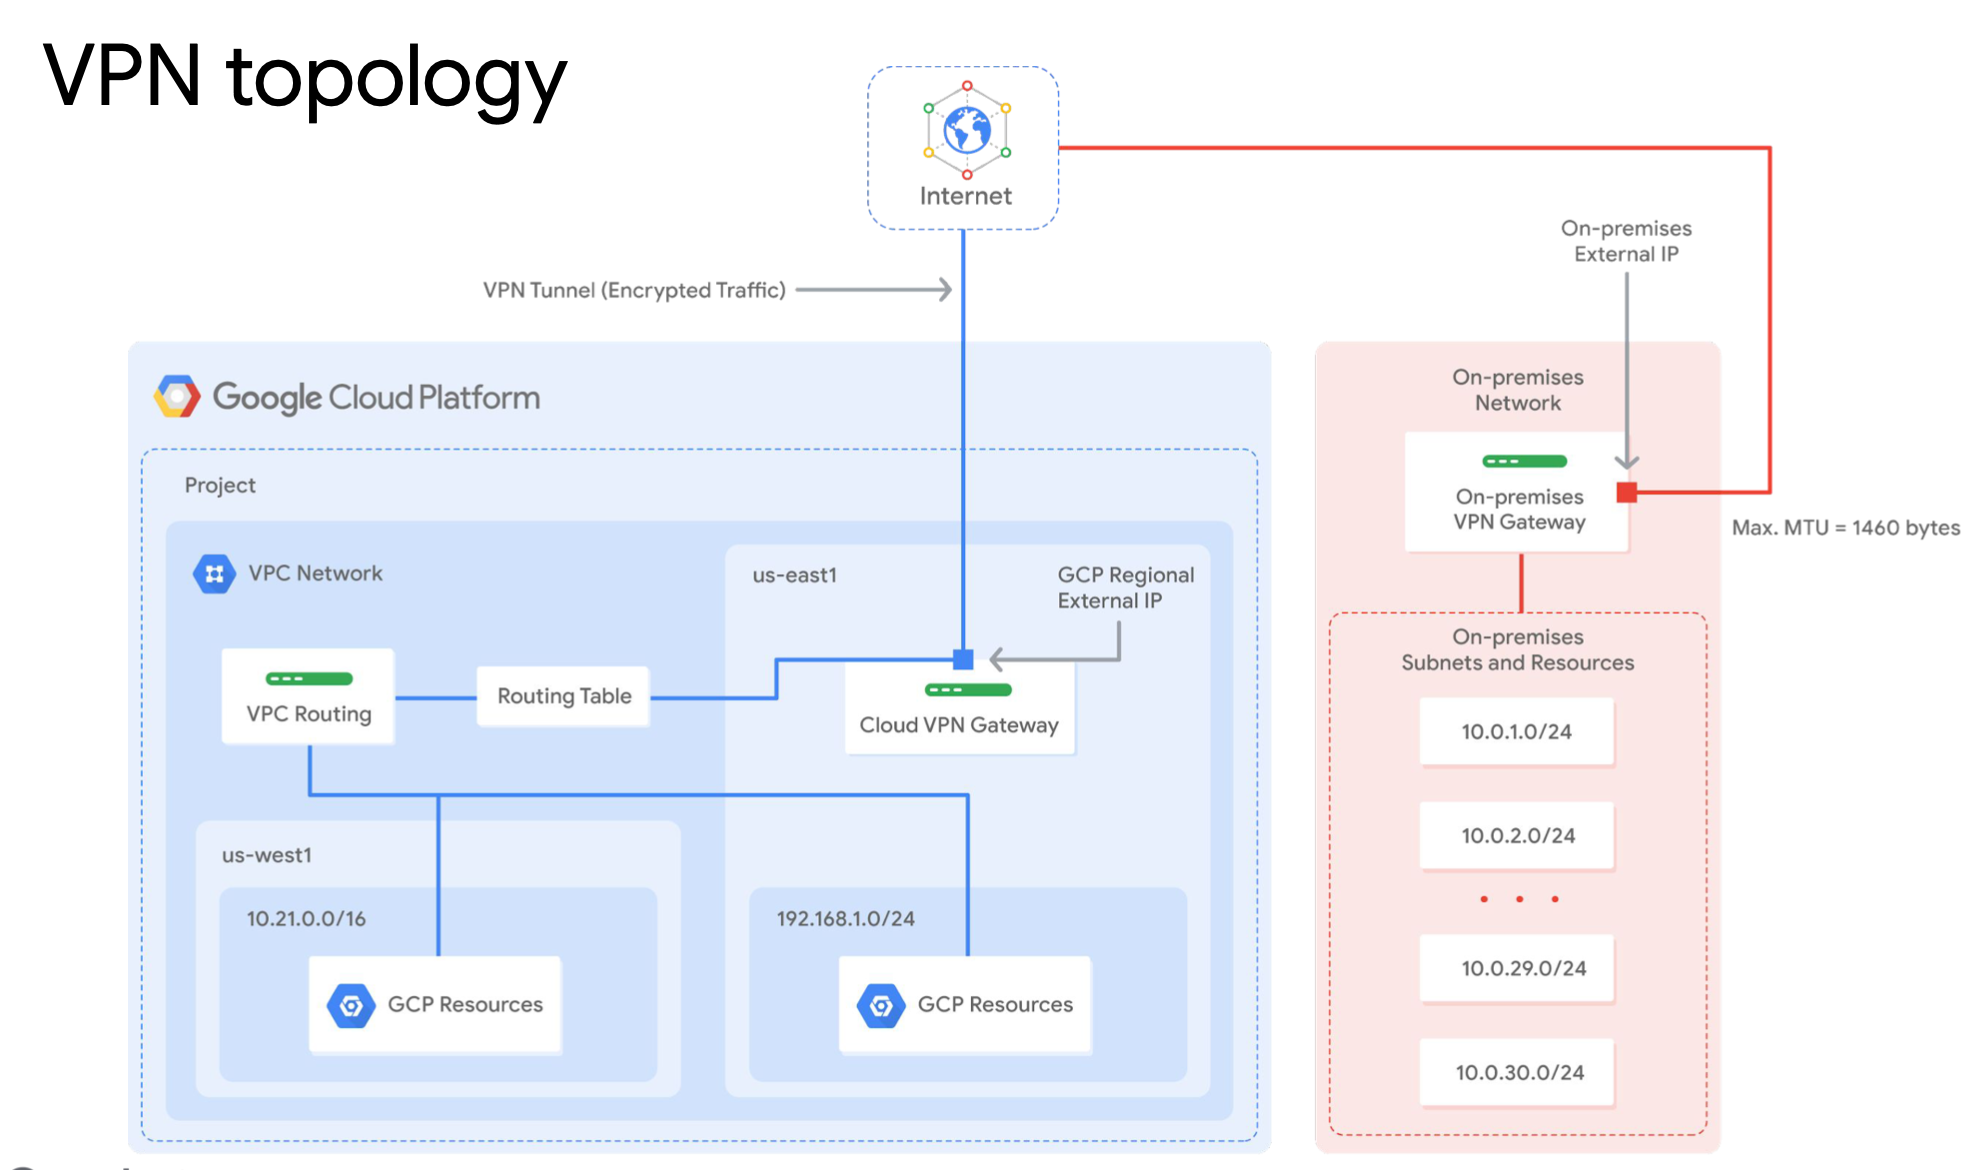 VPN topology
Internet
On-premises
External IP
VPN Tunnel (Encrypted Traffic)
Google Cloud Platform
Project
VPC Network
us-east1
GCP Regional
External IP
VPC Routing
Routing Table
Cloud VPN Gateway
us-west1
10.21.0.0/16
GCP Resources
192.168.1.0/24
GCP Resources
On-premises
Network
On-premises
VPN Gateway
Max. MTU = 1460 bytes
On-premises
Subnets and Resources
10.0.1.0/24
10.0.2.0/24
. . .
10.0.29.0/24
10.0.30.0/24